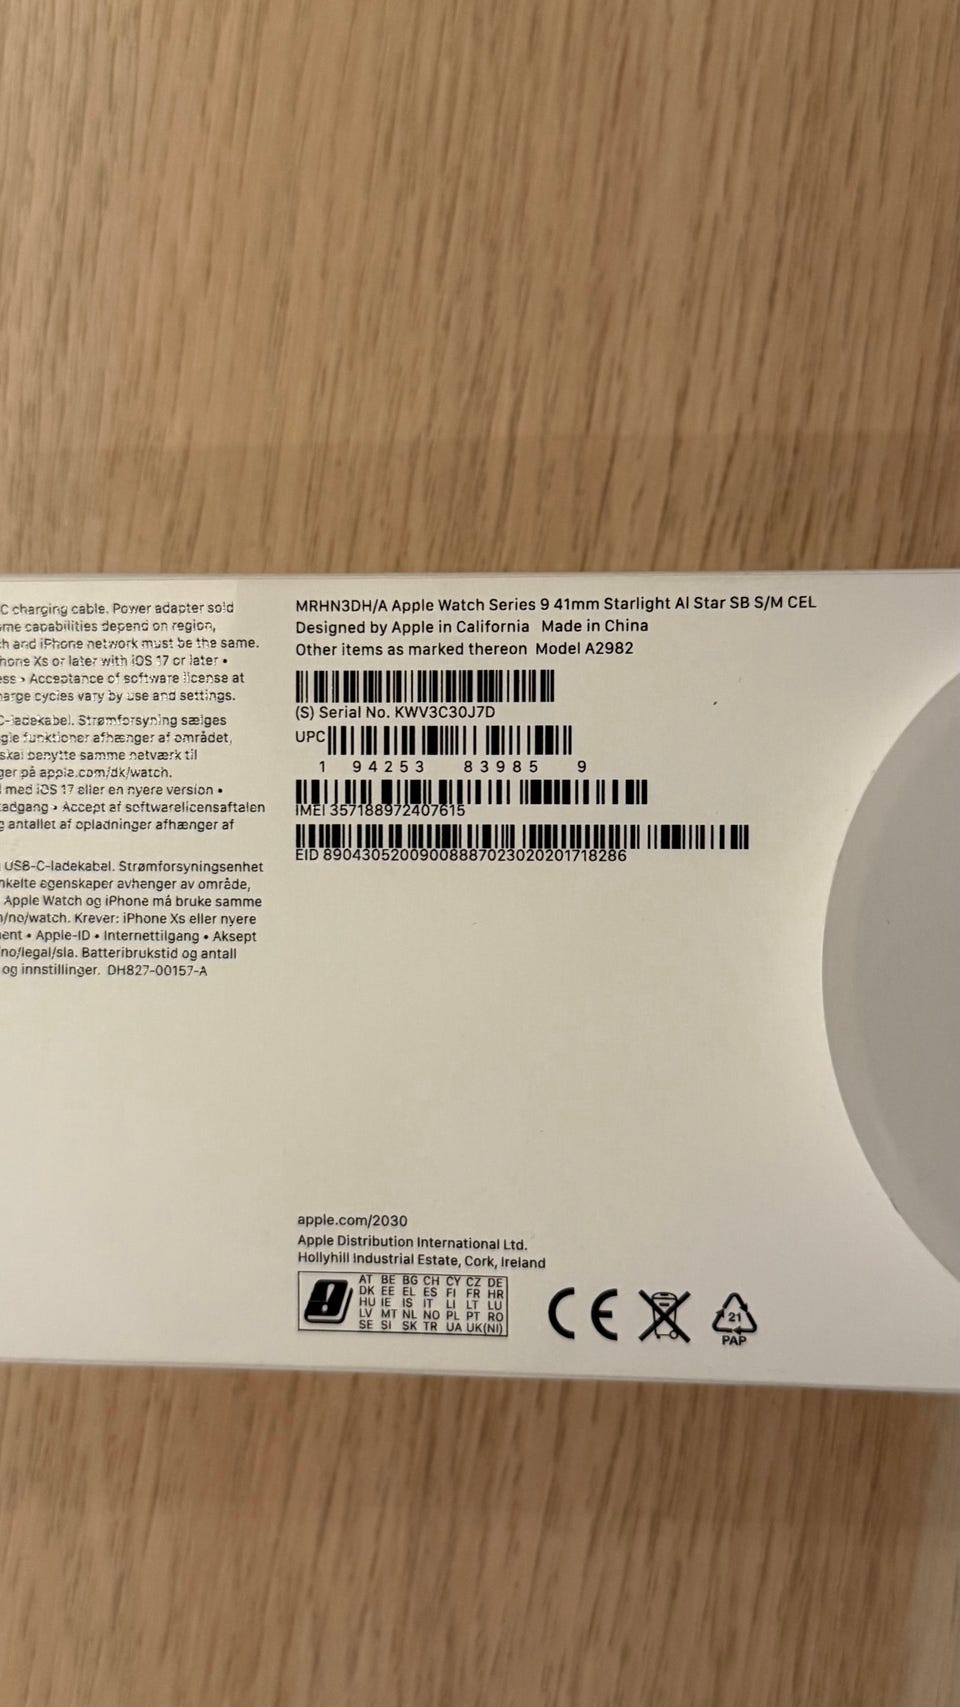 C charging cable. Power adapter sold
me capabilities depend on region,
h and iPhone network must be the same.
hone Xs or later with iOS 17 or later •
ess • Acceptance of software license at
arge cycles vary by use and settings.
C-ladekabel. Strømforsyning sælges
gle funktioner afhænger af området,
skal benytte samme netværk til
ger på apple.com/dk/watch.
med iOS 17 eller en nyere version •
adgang • Accept af softwarelicensaftalen
g antallet af opladninger afhænger af
USB-C-ladekabel. Strømforsyningsenhet
nkelte egenskaper avhenger av område,
Apple Watch og iPhone må bruke samme
/no/watch. Krever: iPhone Xs eller nyere
ent • Apple-ID • Internettilgang • Aksept
no/legal/sla. Batteribrukstid og antall
og innstillinger. DH827-00157-A
MRHN3DH/A Apple Watch Series 9 41mm Starlight Al Star SB S/M CEL
Designed by Apple in California Made in China
Other items as marked thereon Model A2982
(S) Serial No. KWV3C30J7D
UPC
1 94253 83985 9
IMEI 357188972407615
EID 89043052009008887023020201718286
apple.com/2030
Apple Distribution International Ltd.
Hollyhill Industrial Estate, Cork, Ireland
AT BE BG CH CY CZ DE
DK EE EL ES FI FR HR
HU IE IS IT LI LT LU
LV MT NL NO PL PT RO
SE SI SK TR UA UK(NI)
CE
21
PAP